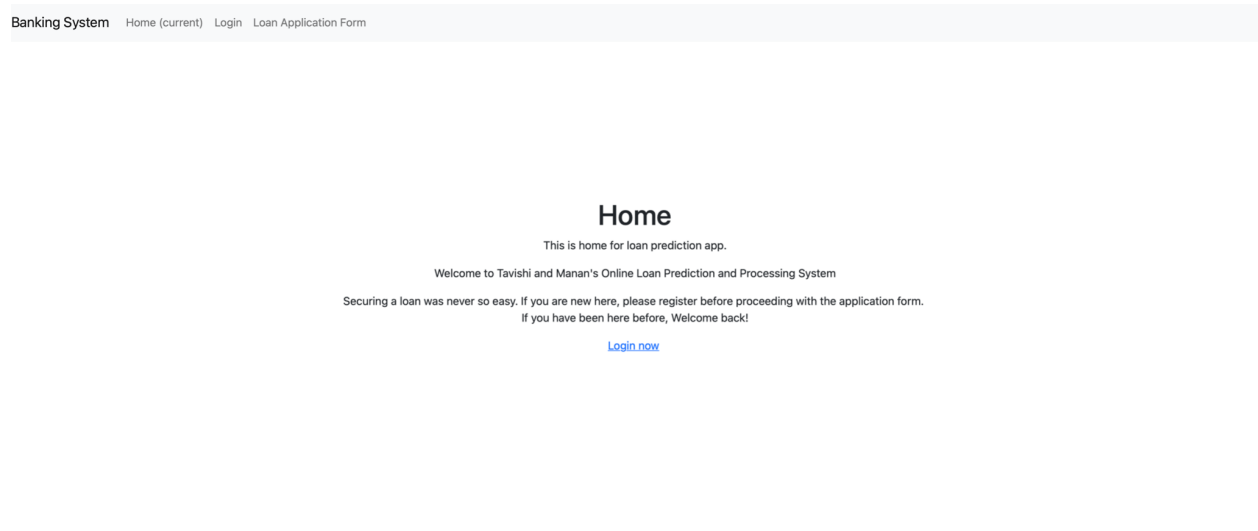 Banking System Home (current) Login Loan Application Form
Home
This is home for loan prediction app.
Welcome to Tavishi and Manan's Online Loan Prediction and Processing System
Securing a loan was never so easy. If you are new here, please register before proceeding with the application form.
If you have been here before, Welcome back!
Login now